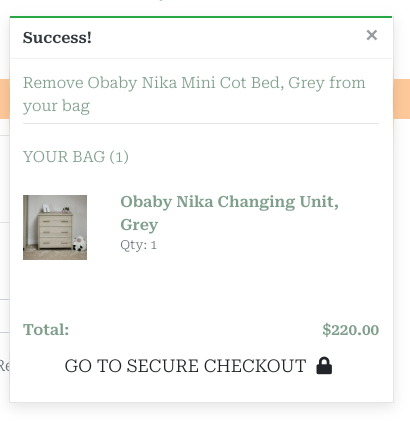 Success!
×
Remove Obaby Nika Mini Cot Bed, Grey from
your bag
YOUR BAG (1)
Obaby Nika Changing Unit,
Grey
Qty: 1
Total: $220.00
GO TO SECURE CHECKOUT
Re